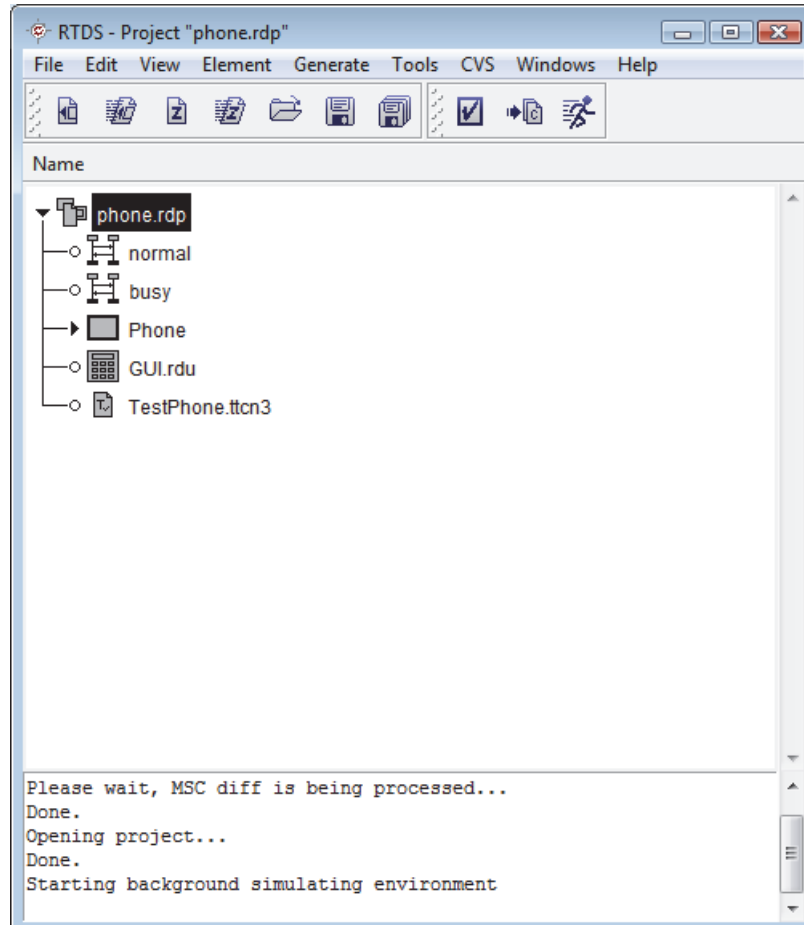 RTDS - Project "phone.rdp"
File Edit View Element Generate Tools CVS Windows Help
Name
phone.rdp
normal
busy
Phone
GUI.rdu
TestPhone.ttcn3
Please wait, MSC diff is being processed...
Done.
Opening project...
Done.
Starting background simulating environment